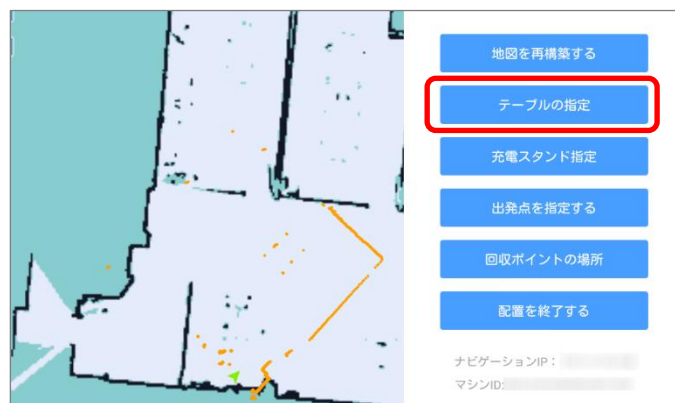 地図を再構築する
テーブルの指定
充電スタンド指定
出発点を指定する
回収ポイントの場所
配置を終了する
ナビゲーションIP：
マシンID: